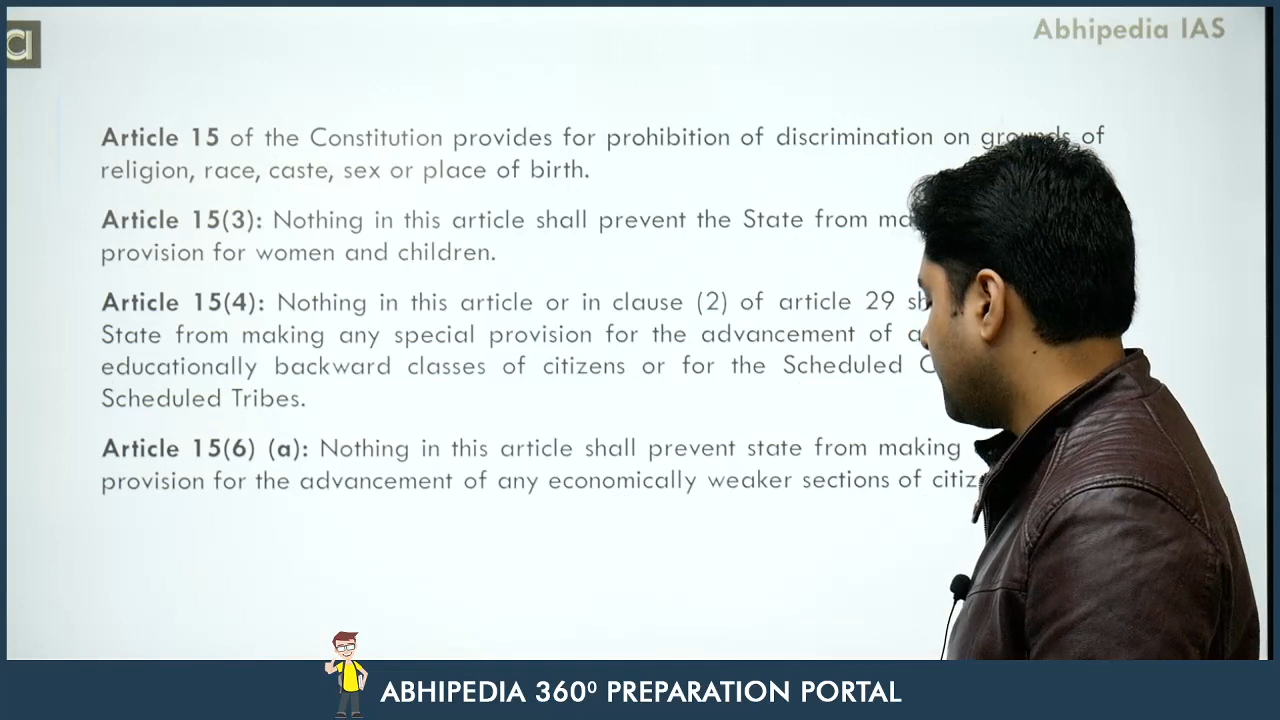 a
Abhipedia IAS
Article 15 of the Constitution provides for prohibition of discrimination on grounds of
religion, race, caste, sex or place of birth.
Article 15(3): Nothing in this article shall prevent the State from
provision for women and children.
Article 15(4): Nothing in this article or in clause (2) of article 29
State from making any special provision for the advancement of
educationally backward classes of citizens or for the Scheduled
Scheduled Tribes.
Article 15(6) (a): Nothing in this article shall prevent state from making
provision for the advancement of any economically weaker sections of
ABHIPEDIA 360⁰ PREPARATION PORTAL